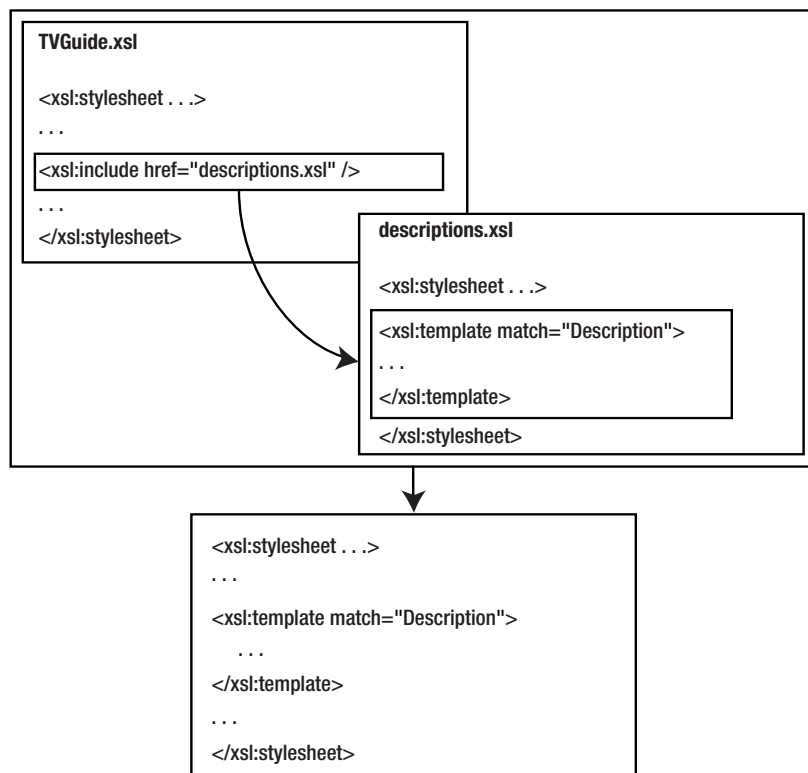 TVGuide.xsl
<xsl:stylesheet . . .>
. . .
<xsl:include href="descriptions.xsl" />
. . .
</xsl:stylesheet>
descriptions.xsl
<xsl:stylesheet . . .>
<xsl:template match="Description">
. . .
</xsl:template>
</xsl:stylesheet>
<xsl:stylesheet . . .>
. . .
<xsl:template match="Description">
. . .
</xsl:template>
. . .
</xsl:stylesheet>